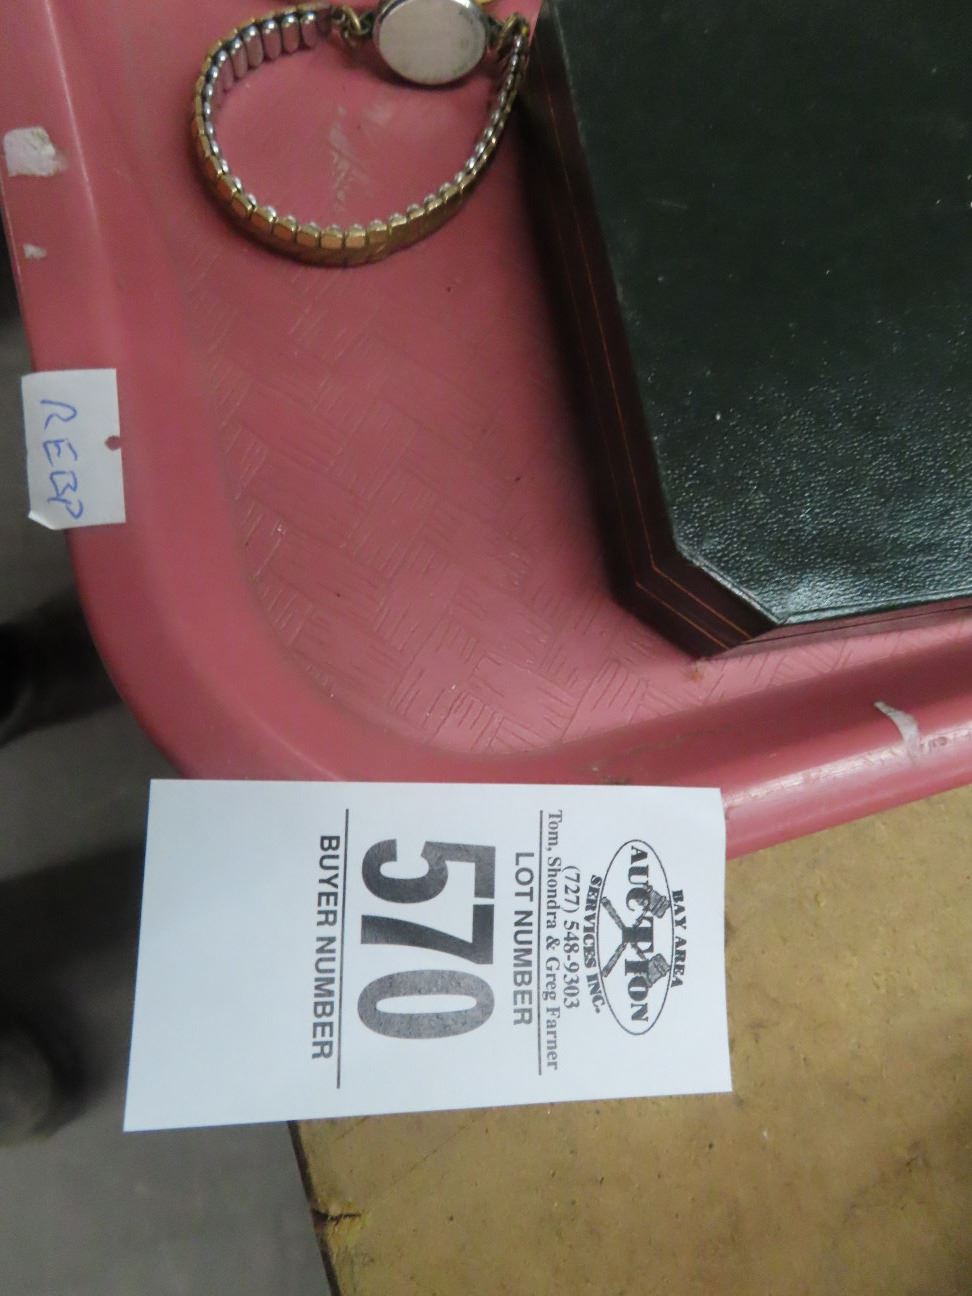 REBP
BAY AREA
AUCTION
SERVICES INC.
(727) 548-9303
Tom, Shondra & Greg Farner
LOT NUMBER
570
BUYER NUMBER